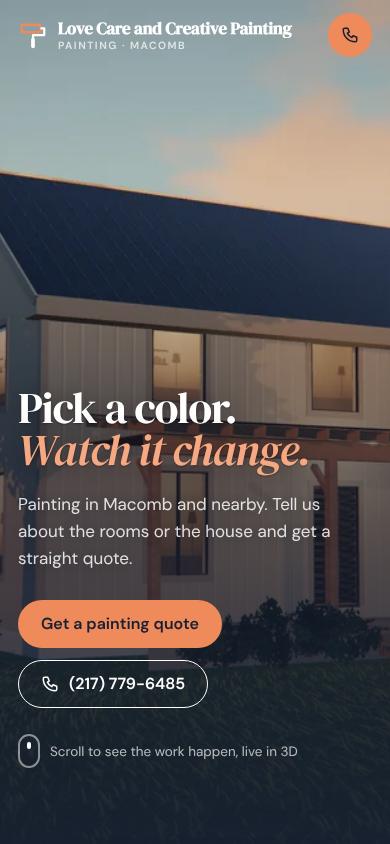 Love Care and Creative Painting
PAINTING · MACOMB
Pick a color.
Watch it change.
Painting in Macomb and nearby. Tell us
about the rooms or the house and get a
straight quote.
Get a painting quote
(217) 779-6485
Scroll to see the work happen, live in 3D